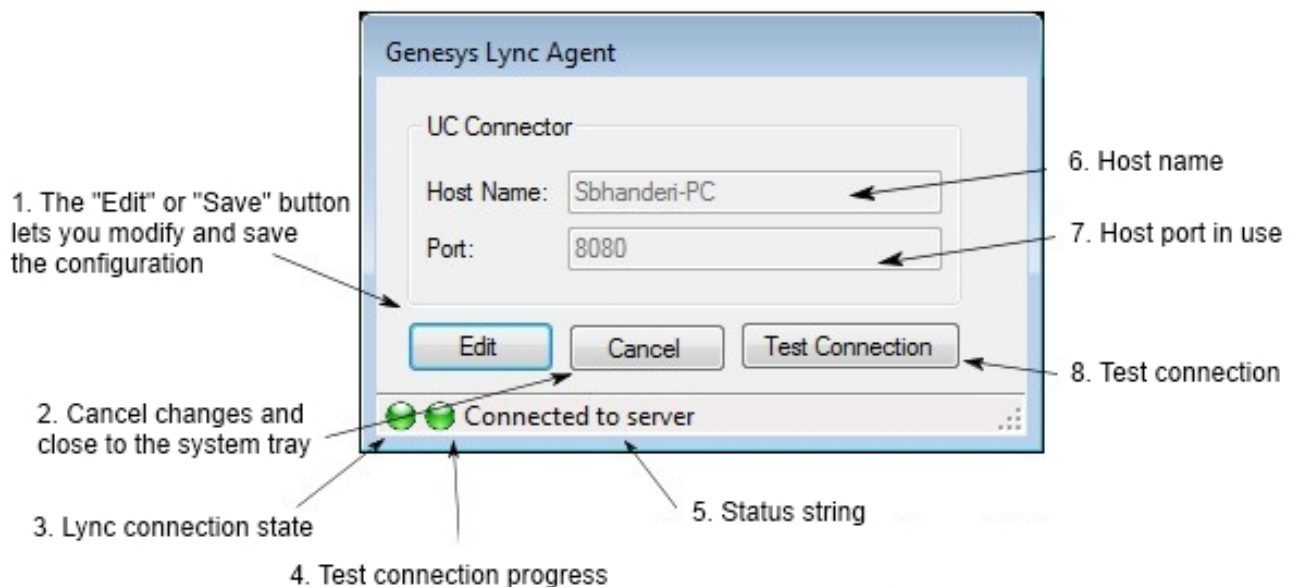 Genesys Lync Agent
UC Connector
Host Name:
Sbhanderi-PC
Port:
8080
Edit
Cancel
Test Connection
Connected to server
1. The "Edit" or "Save" button
lets you modify and save
the configuration
2. Cancel changes and
close to the system tray
3. Lync connection state
4. Test connection progress
5. Status string
6. Host name
7. Host port in use
8. Test connection